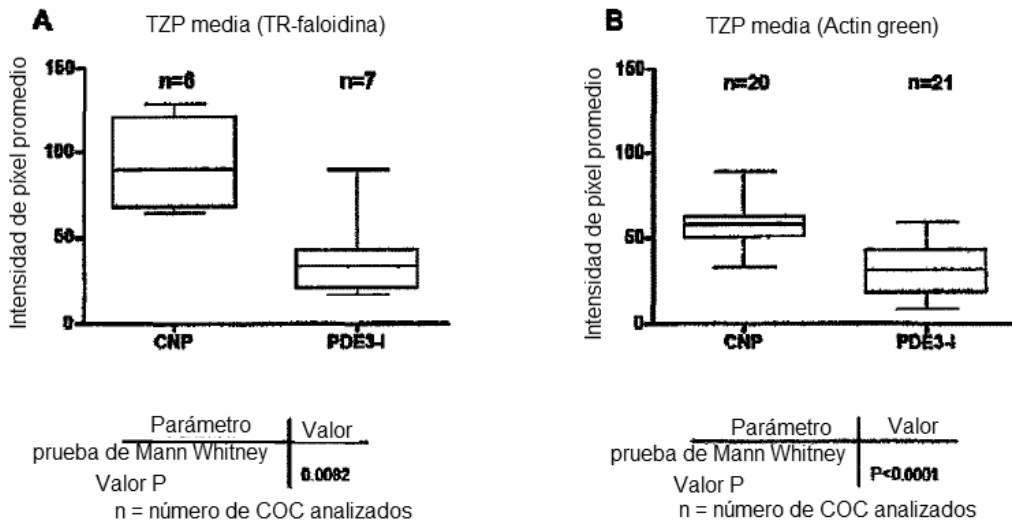 A
TZP media (TR-faloidina)
Intensidad de píxel promedio
150
100
50
0
n=6
n=7
CNP
PDE3-I
Parámetro
Valor
prueba de Mann Whitney
Valor P
0.0082
n = número de COC analizados
B
TZP media (Actin green)
Intensidad de píxel promedio
150
100
50
0
n=20
n=21
CNP
PDE3-I
Parámetro
Valor
prueba de Mann Whitney
Valor P
P<0.0001
n = número de COC analizados